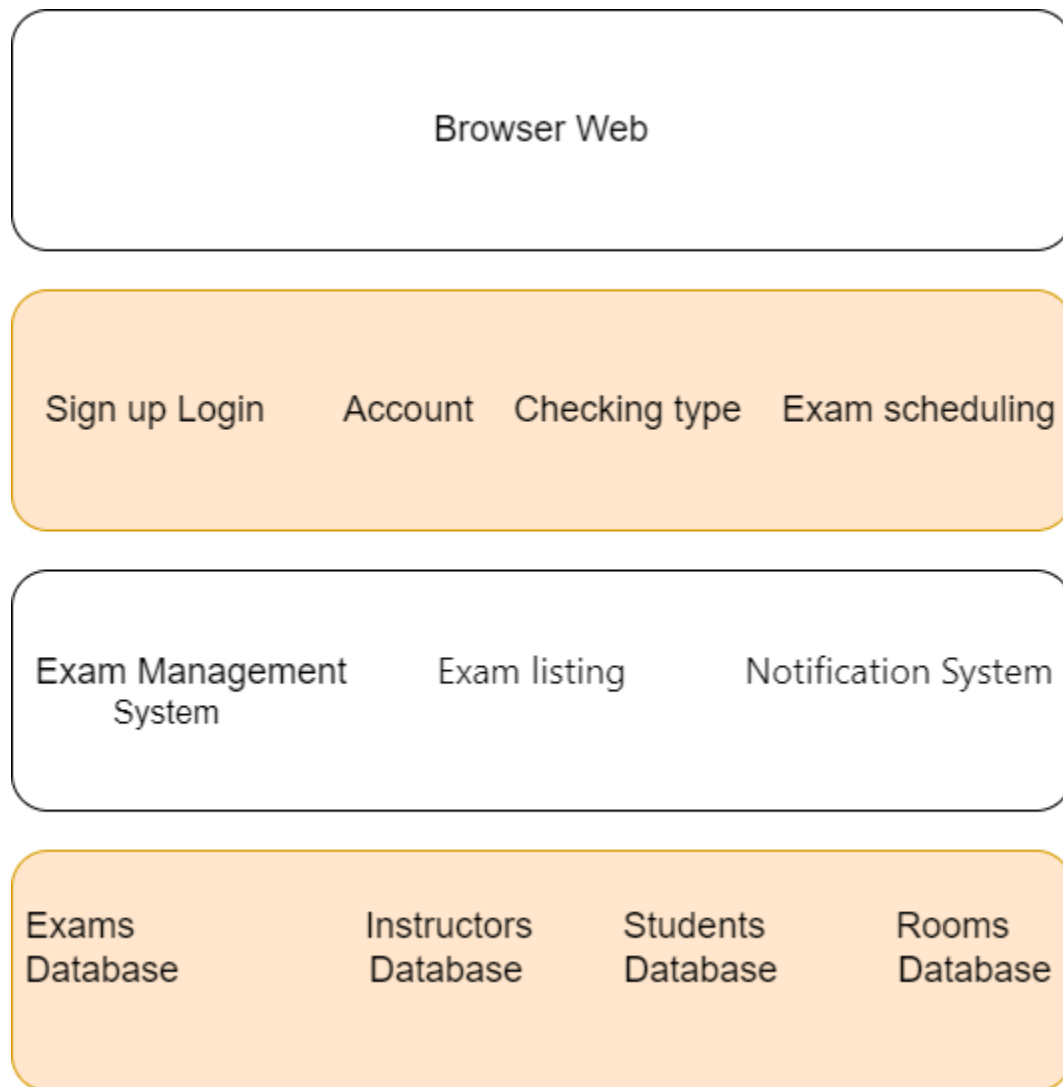 Browser Web
Sign up Login Account Checking type Exam scheduling
Exam Management
System
Exam listing
Notification System
Exams
Database
Instructors
Database
Students
Database
Rooms
Database